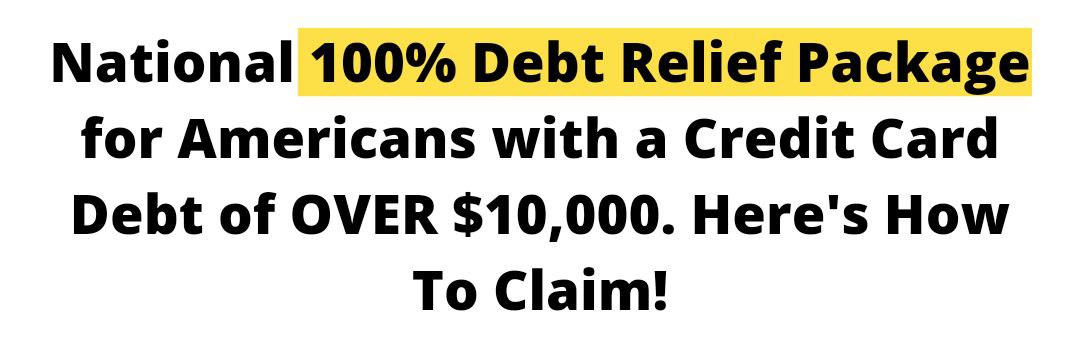 National 100% Debt Relief Package
for Americans with a Credit Card
Debt of OVER $10,000. Here's How
To Claim!